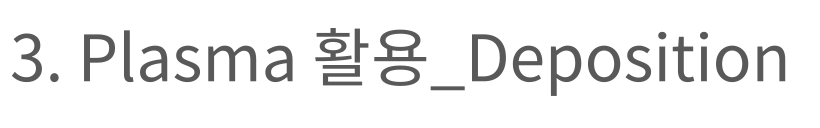 3. Plasma 활용_Deposition